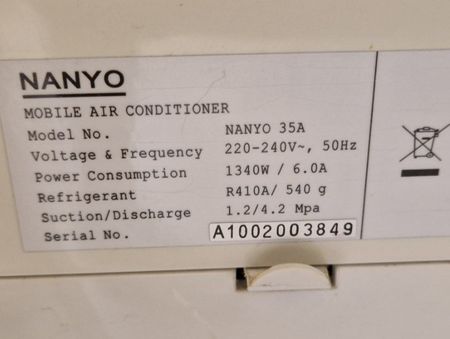 NANYO
MOBILE AIR CONDITIONER
Model No. NANYO 35A
Voltage & Frequency 220-240V~, 50Hz
Power Consumption 1340W / 6.0A
Refrigerant R410A/ 540 g
Suction/Discharge 1.2/4.2 Mpa
Serial No. A1002003849